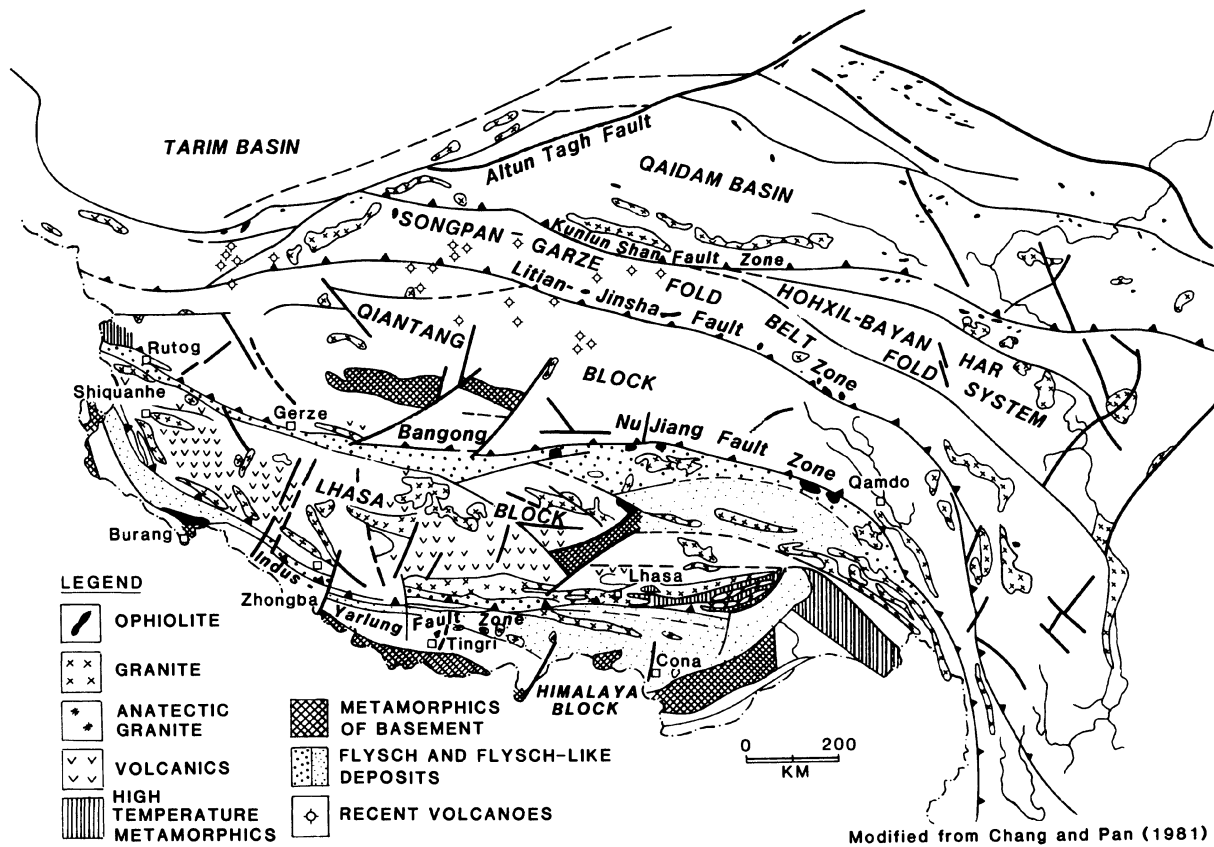 TARIM BASIN
Altun Tagh Fault
QAIDAM BASIN
SONGPAN - GARZE FOLD BELT
Kunlun Shan Fault Zone
Litian- Jinsha Fault Zone
HOHXIL-BAYAN HAR
FOLD SYSTEM
QIANTANG BLOCK
Rutog
Shiquanhe
Gerze
Bangong Nu Jiang Fault Zone
Qamdo
LHASA BLOCK
Burang
Indus Yarlung Fault Zone
Lhasa
Zhongba
Tingri
Cona
HIMALAYA
BLOCK
LEGEND
OPHIOLITE
GRANITE
ANATECTIC
GRANITE
VOLCANICS
HIGH
TEMPERATURE
METAMORPHICS
METAMORPHICS
OF BASEMENT
FLYSCH AND FLYSCH-LIKE
DEPOSITS
RECENT VOLCANOES
0 200
KM
Modified from Chang and Pan (1981)